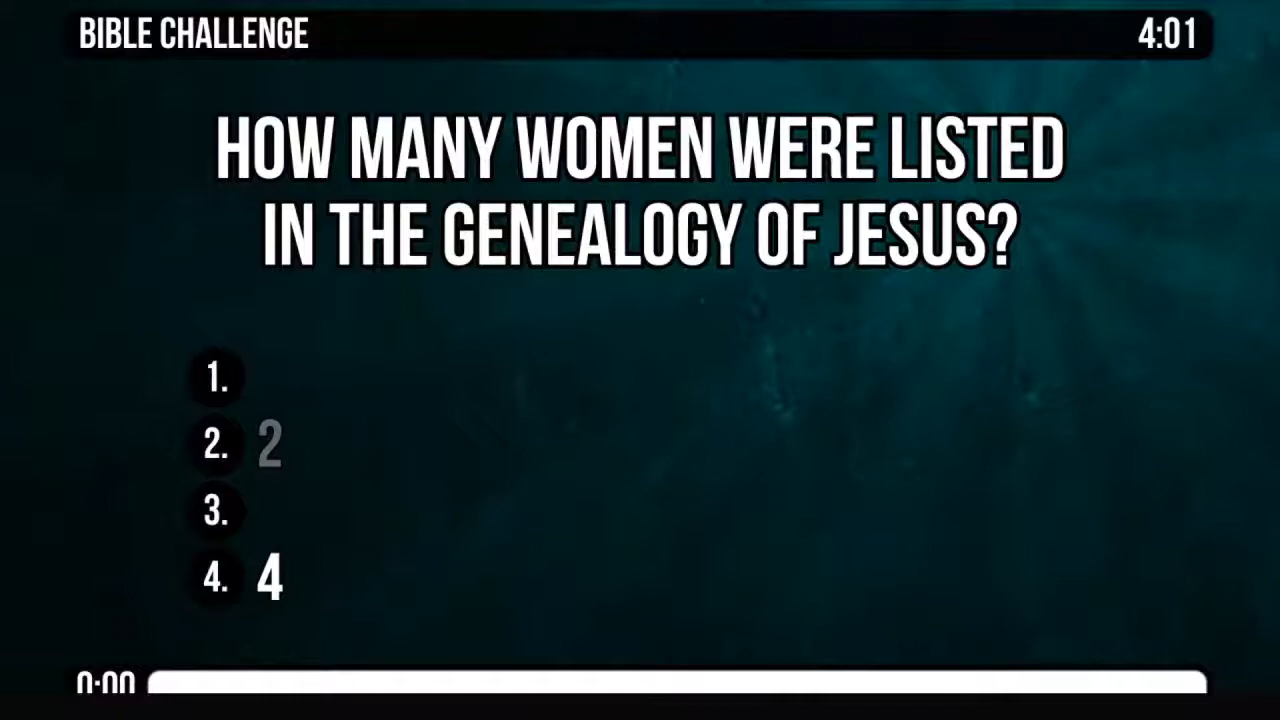 BIBLE CHALLENGE 4:01
HOW MANY WOMEN WERE LISTED
IN THE GENEALOGY OF JESUS?
1.
2. 2
3.
4. 4
0:00